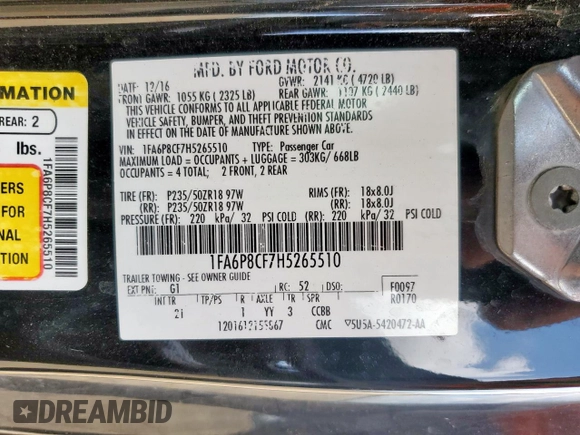 MFD. BY FORD MOTOR CO.
DATE: 12/16 GVWR: 2141 KG ( 4720 LB)
FRONT GAWR: 1055 KG ( 2325 LB) REAR GAWR: 1107 KG ( 2440 LB)
THIS VEHICLE CONFORMS TO ALL APPLICABLE FEDERAL MOTOR
VEHICLE SAFETY, BUMPER, AND THEFT PREVENTION STANDARDS IN
EFFECT ON THE DATE OF MANUFACTURE SHOWN ABOVE.
VIN: 1FA6P8CF7H5265510 TYPE: Passenger Car
MAXIMUM LOAD = OCCUPANTS + LUGGAGE = 303KG/ 668LB
OCCUPANTS = 4 TOTAL; 2 FRONT, 2 REAR
TIRE (FR): P235/50ZR18 97W RIMS (FR): 18x8.0J
(RR): P235/50ZR18 97W (RR): 18x8.0J
PRESSURE (FR): 220 kPa/ 32 PSI COLD (RR): 220 kPa/ 32 PSI COLD
1FA6P8CF7H5265510
TRAILER TOWING - SEE OWNER GUIDE
EXT PNT: G1 RC: 52 DSO: F0097
INT TR TP/PS R AXLE TR SPR R0170
21 1 YY 3 CCBB
CMC 5U5A-5420472-AA
RMATION
REAR: 2
lbs.
ERS
FOR
NAL
TION
1FA6P8CF7H5265510
DREAMBID